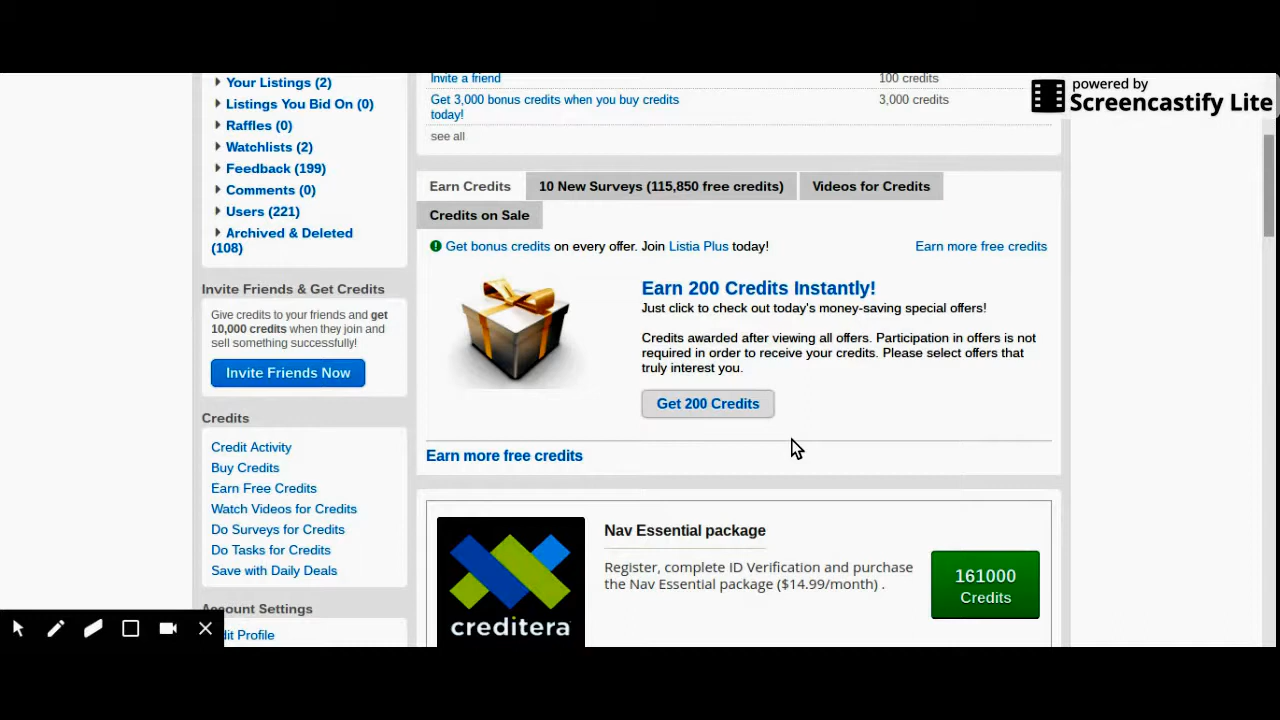 powered by
Screencastify Lite
Your Listings (2)
Listings You Bid On (0)
Raffles (0)
Watchlists (2)
Feedback (199)
Comments (0)
Users (221)
Archived & Deleted
(108)
Invite Friends & Get Credits
Give credits to your friends and get
10,000 credits when they join and
sell something successfully!
Invite Friends Now
Credits
Credit Activity
Buy Credits
Earn Free Credits
Watch Videos for Credits
Do Surveys for Credits
Do Tasks for Credits
Save with Daily Deals
Account Settings
dit Profile
Invite a friend 100 credits
Get 3,000 bonus credits when you buy credits 3,000 credits
today!
see all
Earn Credits 10 New Surveys (115,850 free credits) Videos for Credits
Credits on Sale
Get bonus credits on every offer. Join Listia Plus today! Earn more free credits
Earn 200 Credits Instantly!
Just click to check out today's money-saving special offers!
Credits awarded after viewing all offers. Participation in offers is not
required in order to receive your credits. Please select offers that
truly interest you.
Get 200 Credits
Earn more free credits
creditera
Nav Essential package
Register, complete ID Verification and purchase
the Nav Essential package ($14.99/month) .
161000
Credits